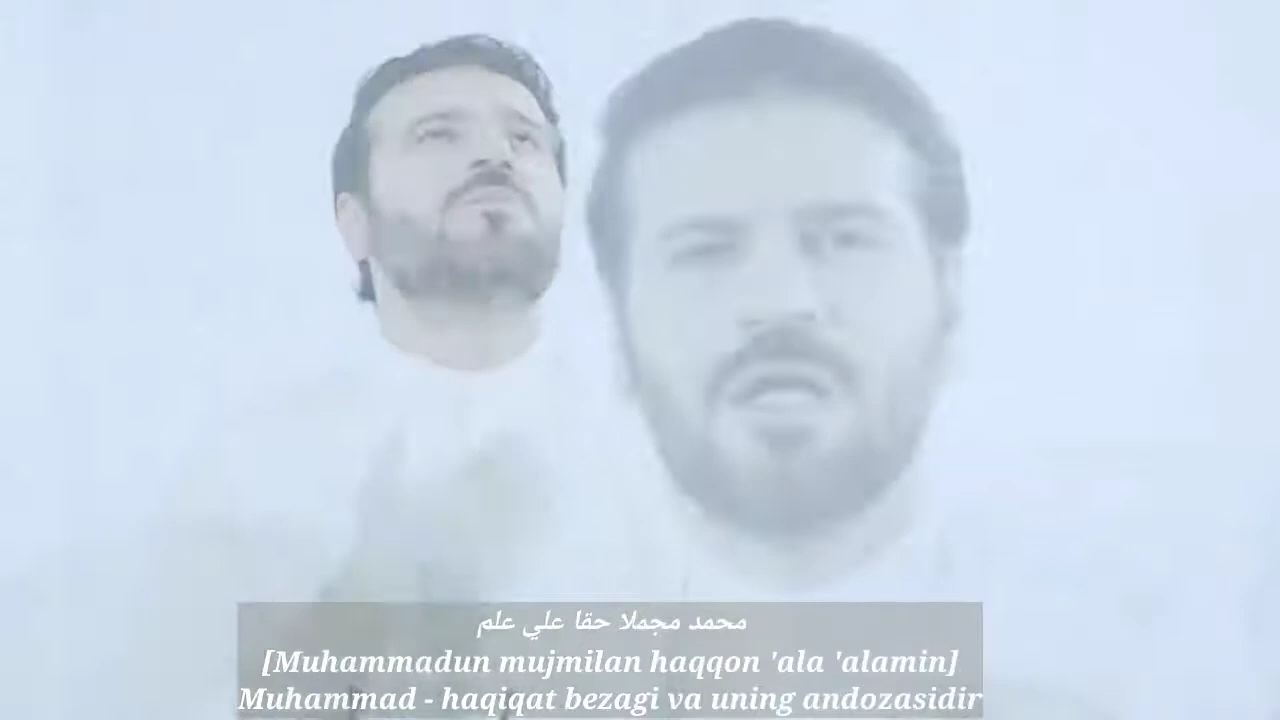 محمد مجملا حقا علي علم
[Muhammadun mujmilan haqqon 'ala 'alamin]
Muhammad - haqiqat bezagi va uning andozasidir